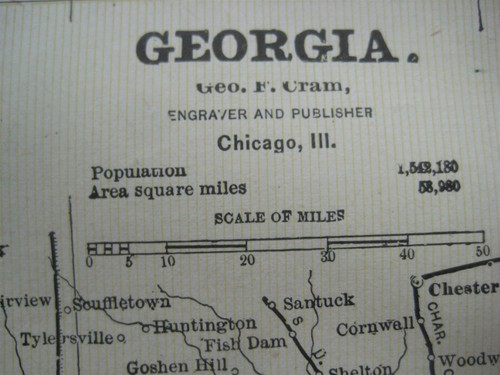 GEORGIA.
Geo. F. Cram,
ENGRAVER AND PUBLISHER
Chicago, Ill.
Population 1,542,180
Area square miles 58,980
SCALE OF MILES
0 5 10 20 30 40 50
irview Scuffletown
Santuck
Chester
Tylersville Huntington
Cornwall
CHAR.
Fish Dam
S. U.
Goshen Hill
Shelton
Woodw